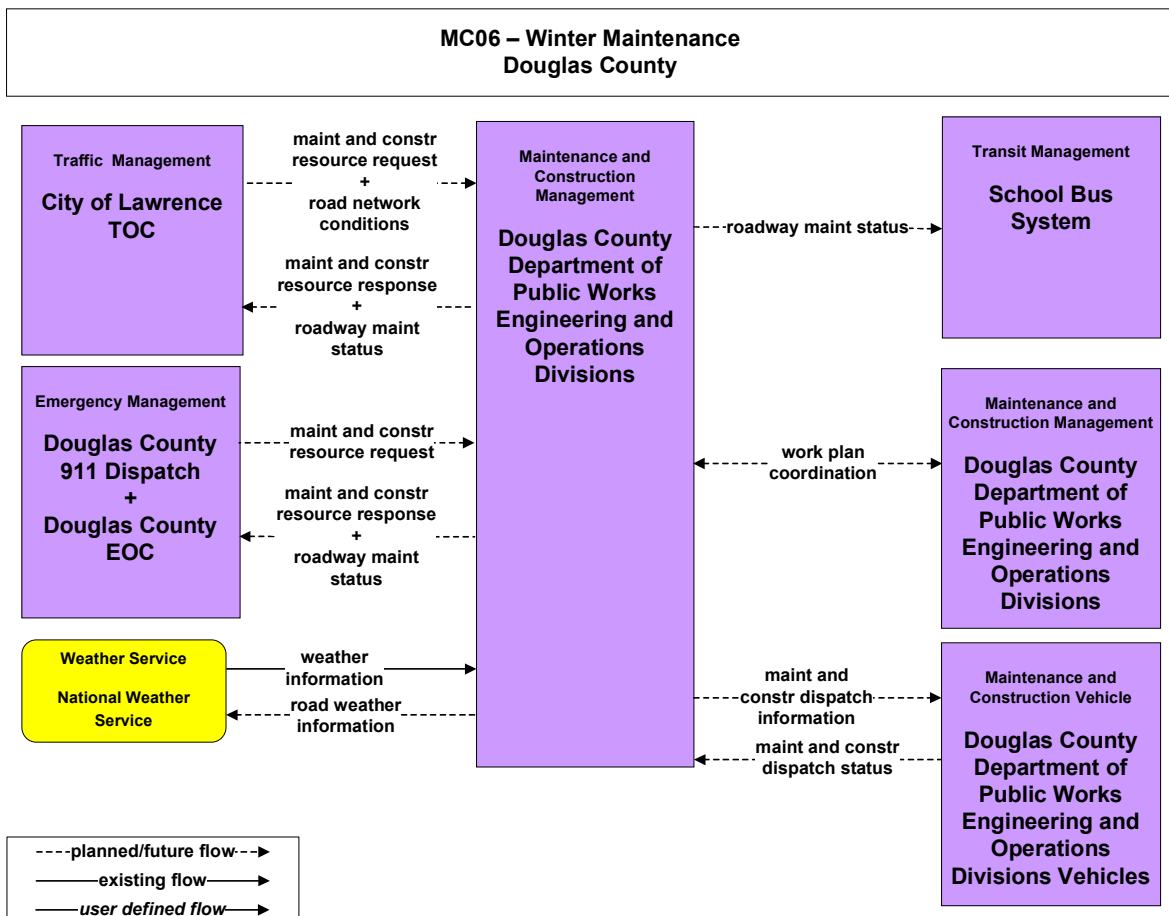 MC06 – Winter Maintenance
Douglas County
Traffic Management
City of Lawrence
TOC
maint and constr
resource request
+
road network
conditions
maint and constr
resource response
+
roadway maint
status
Emergency Management
Douglas County
911 Dispatch
+
Douglas County
EOC
maint and constr
resource request
maint and constr
resource response
+
roadway maint
status
Weather Service
National Weather
Service
weather
information
road weather
information
Maintenance and
Construction
Management
Douglas County
Department of
Public Works
Engineering and
Operations
Divisions
roadway maint status
Transit Management
School Bus
System
work plan
coordination
Maintenance and
Construction Management
Douglas County
Department of
Public Works
Engineering and
Operations
Divisions
maint and
constr dispatch
information
maint and constr
dispatch status
Maintenance and
Construction Vehicle
Douglas County
Department of
Public Works
Engineering and
Operations
Divisions Vehicles
planned/future flow
existing flow
user defined flow